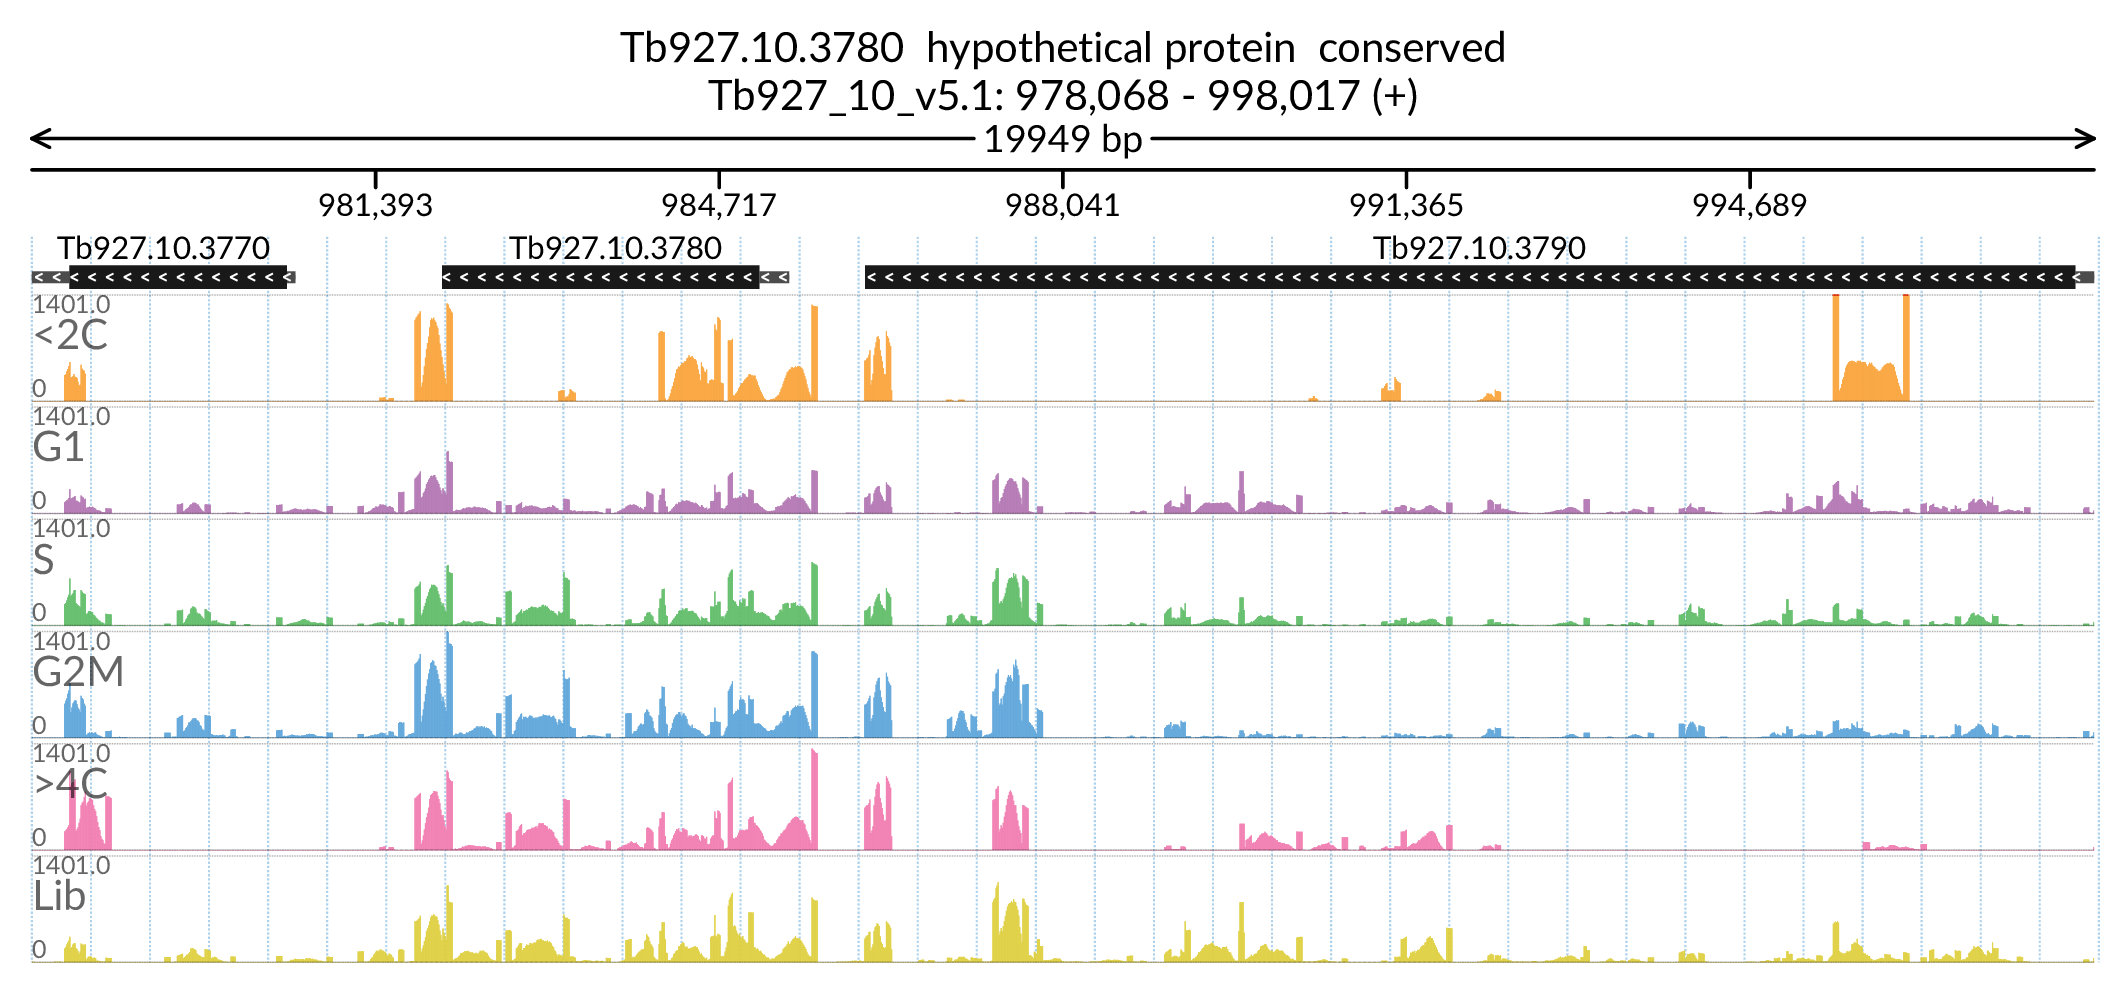 Tb927.10.3780 hypothetical protein conserved
Tb927_10_v5.1: 978,068 - 998,017 (+)
19949 bp
981,393 984,717 988,041 991,365 994,689
Tb927.10.3770 Tb927.10.3780 Tb927.10.3790
1401.0
<2C
0
1401.0
G1
0
1401.0
S
0
1401.0
G2M
0
1401.0
>4C
0
1401.0
Lib
0